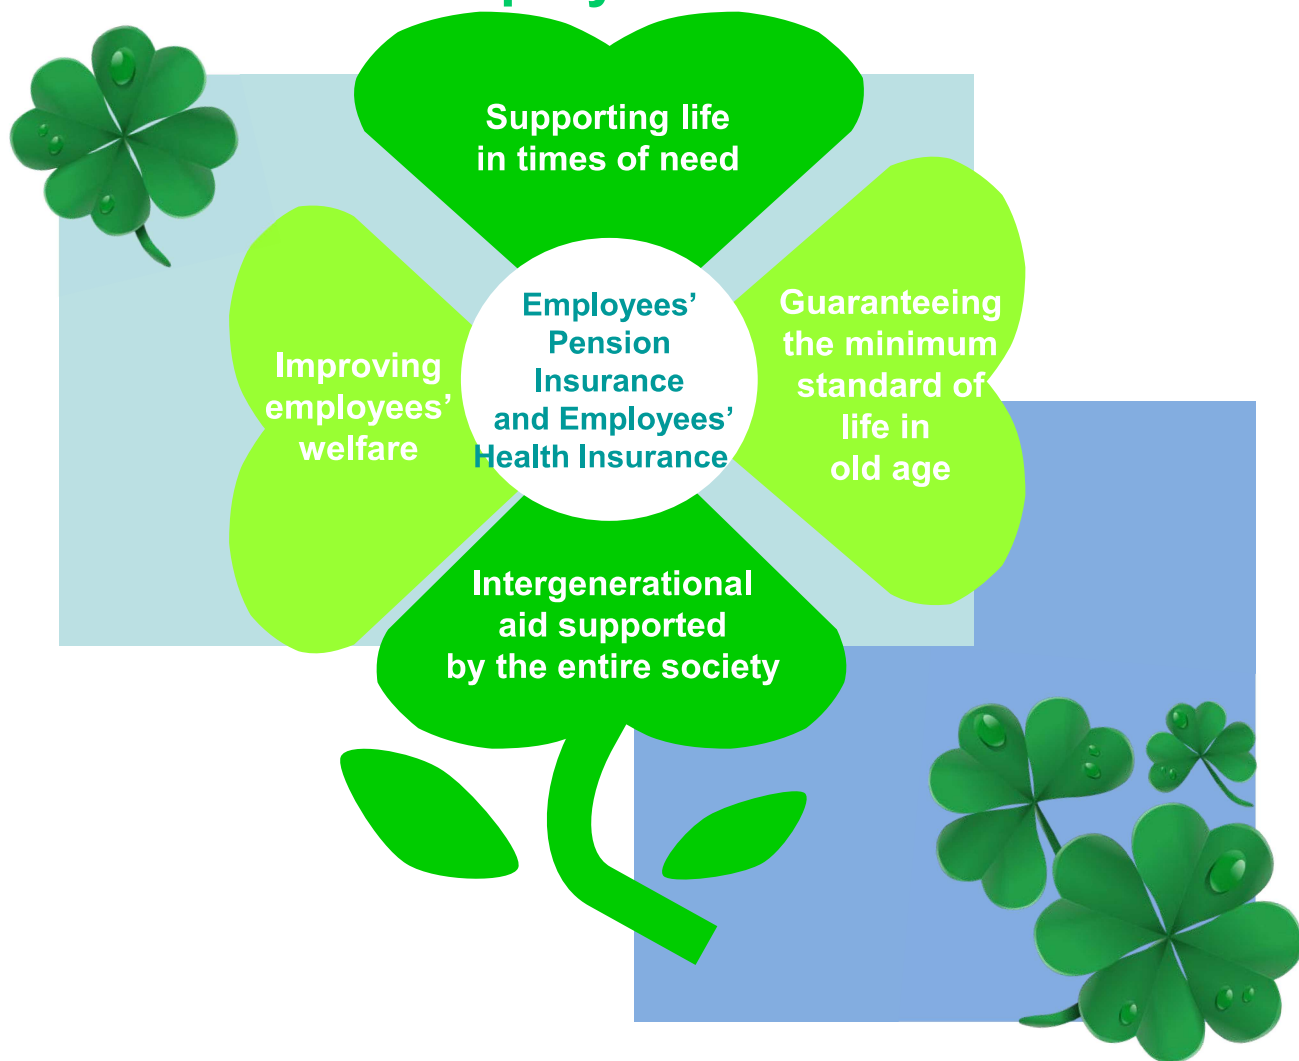 Supporting life
in times of need
Employees’
Pension
Insurance
and Employees’
Health Insurance
Guaranteeing
the minimum
standard of
life in
old age
Improving
employees’
welfare
Intergenerational
aid supported
by the entire society